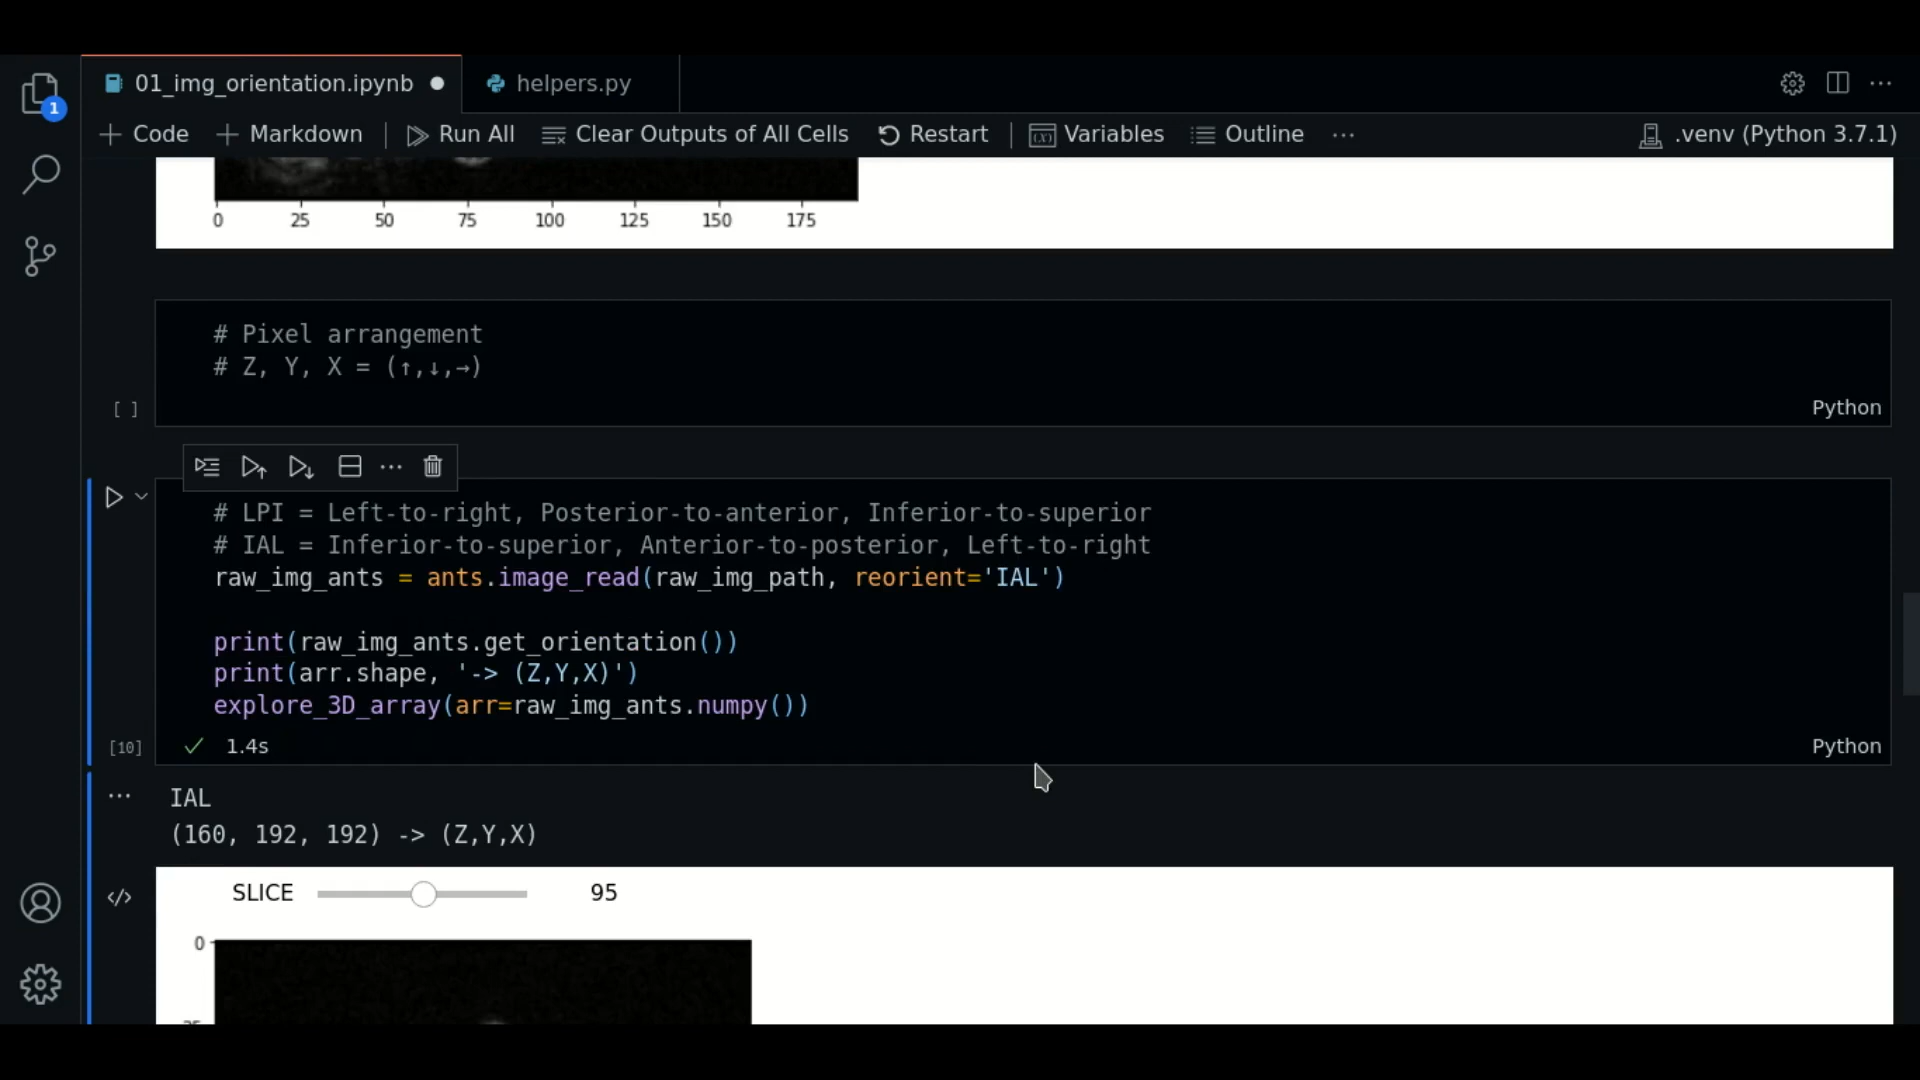 01_img_orientation.ipynb
helpers.py
1
Code
Markdown
Run All
Clear Outputs of All Cells
Restart
Variables
Outline
...
.venv (Python 3.7.1)
0 25 50 75 100 125 150 175
# Pixel arrangement
# Z, Y, X = (↑,↓,→)
[ ]
Python
# LPI = Left-to-right, Posterior-to-anterior, Inferior-to-superior
# IAL = Inferior-to-superior, Anterior-to-posterior, Left-to-right
raw_img_ants = ants.image_read(raw_img_path, reorient='IAL')
print(raw_img_ants.get_orientation())
print(arr.shape, '-> (Z,Y,X)')
explore_3D_array(arr=raw_img_ants.numpy())
[10]
1.4s
Python
IAL
(160, 192, 192) -> (Z,Y,X)
SLICE 95
0